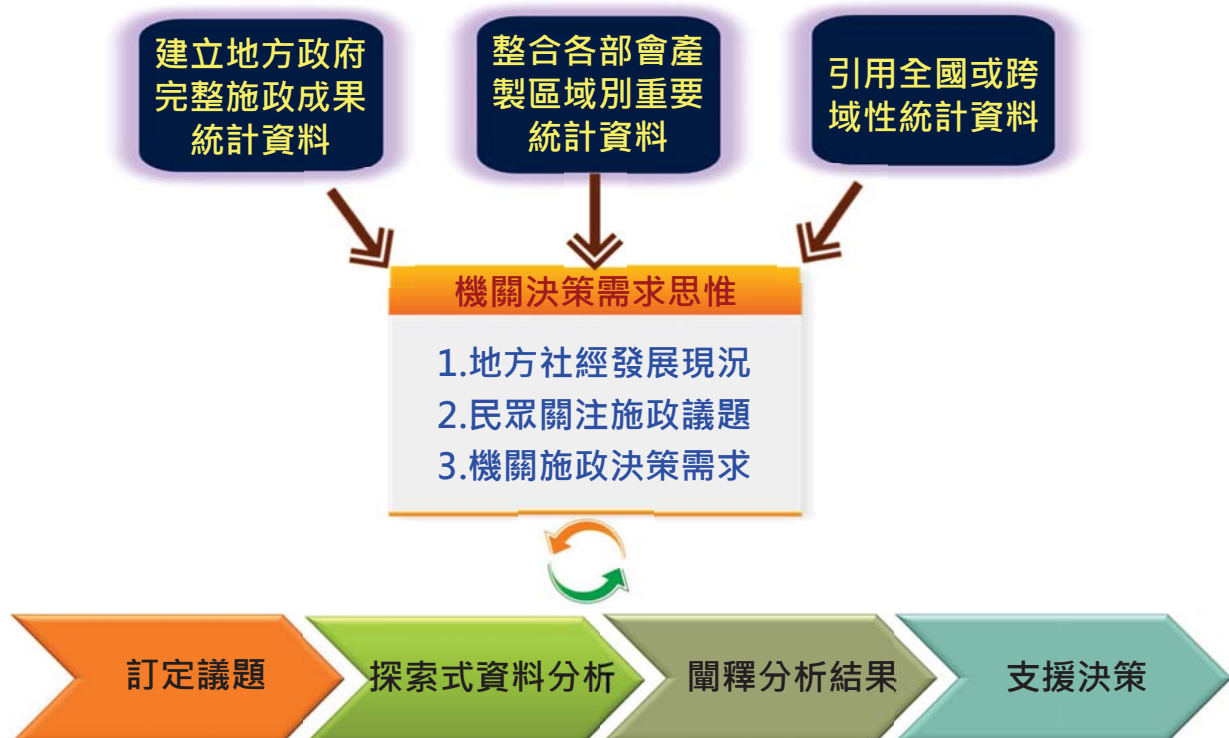 建立地方政府
完整施政成果
統計資料
整合各部會產
製區域別重要
統計資料
引用全國或跨
域性統計資料
機關決策需求思惟
1.地方社經發展現況
2.民眾關注施政議題
3.機關施政決策需求
訂定議題
探索式資料分析
闡釋分析結果
支援決策